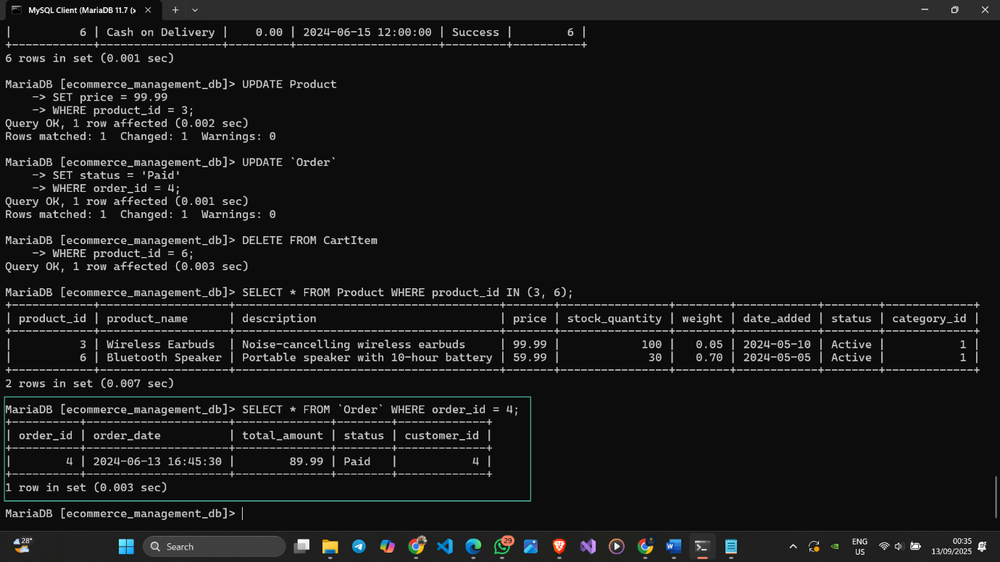 MySQL Client (MariaDB 11.7 (x
|          6 | Cash on Delivery |    0.00 | 2024-06-15 12:00:00 | Success |        6 |
+------------+------------------+---------+---------------------+---------+----------+
6 rows in set (0.001 sec)
MariaDB [ecommerce_management_db]> UPDATE Product
    -> SET price = 99.99
    -> WHERE product_id = 3;
Query OK, 1 row affected (0.002 sec)
Rows matched: 1  Changed: 1  Warnings: 0
MariaDB [ecommerce_management_db]> UPDATE `Order`
    -> SET status = 'Paid'
    -> WHERE order_id = 4;
Query OK, 1 row affected (0.001 sec)
Rows matched: 1  Changed: 1  Warnings: 0
MariaDB [ecommerce_management_db]> DELETE FROM CartItem
    -> WHERE product_id = 6;
Query OK, 1 row affected (0.003 sec)
MariaDB [ecommerce_management_db]> SELECT * FROM Product WHERE product_id IN (3, 6);
+------------+-------------------+---------------------------------------+-------+----------------+--------+------------+--------+-------------+
| product_id | product_name      | description                           | price | stock_quantity | weight | date_added | status | category_id |
+------------+-------------------+---------------------------------------+-------+----------------+--------+------------+--------+-------------+
|          3 | Wireless Earbuds  | Noise-cancelling wireless earbuds     | 99.99 |            100 |   0.05 | 2024-05-10 | Active |           1 |
|          6 | Bluetooth Speaker | Portable speaker with 10-hour battery | 59.99 |             30 |   0.70 | 2024-05-05 | Active |           1 |
+------------+-------------------+---------------------------------------+-------+----------------+--------+------------+--------+-------------+
2 rows in set (0.007 sec)
MariaDB [ecommerce_management_db]> SELECT * FROM `Order` WHERE order_id = 4;
+----------+---------------------+--------------+--------+-------------+
| order_id | order_date          | total_amount | status | customer_id |
+----------+---------------------+--------------+--------+-------------+
|        4 | 2024-06-13 16:45:30 |        89.99 | Paid   |           4 |
+----------+---------------------+--------------+--------+-------------+
1 row in set (0.003 sec)
MariaDB [ecommerce_management_db]>
28°
Search
29
ENG
US
00:35
13/09/2025